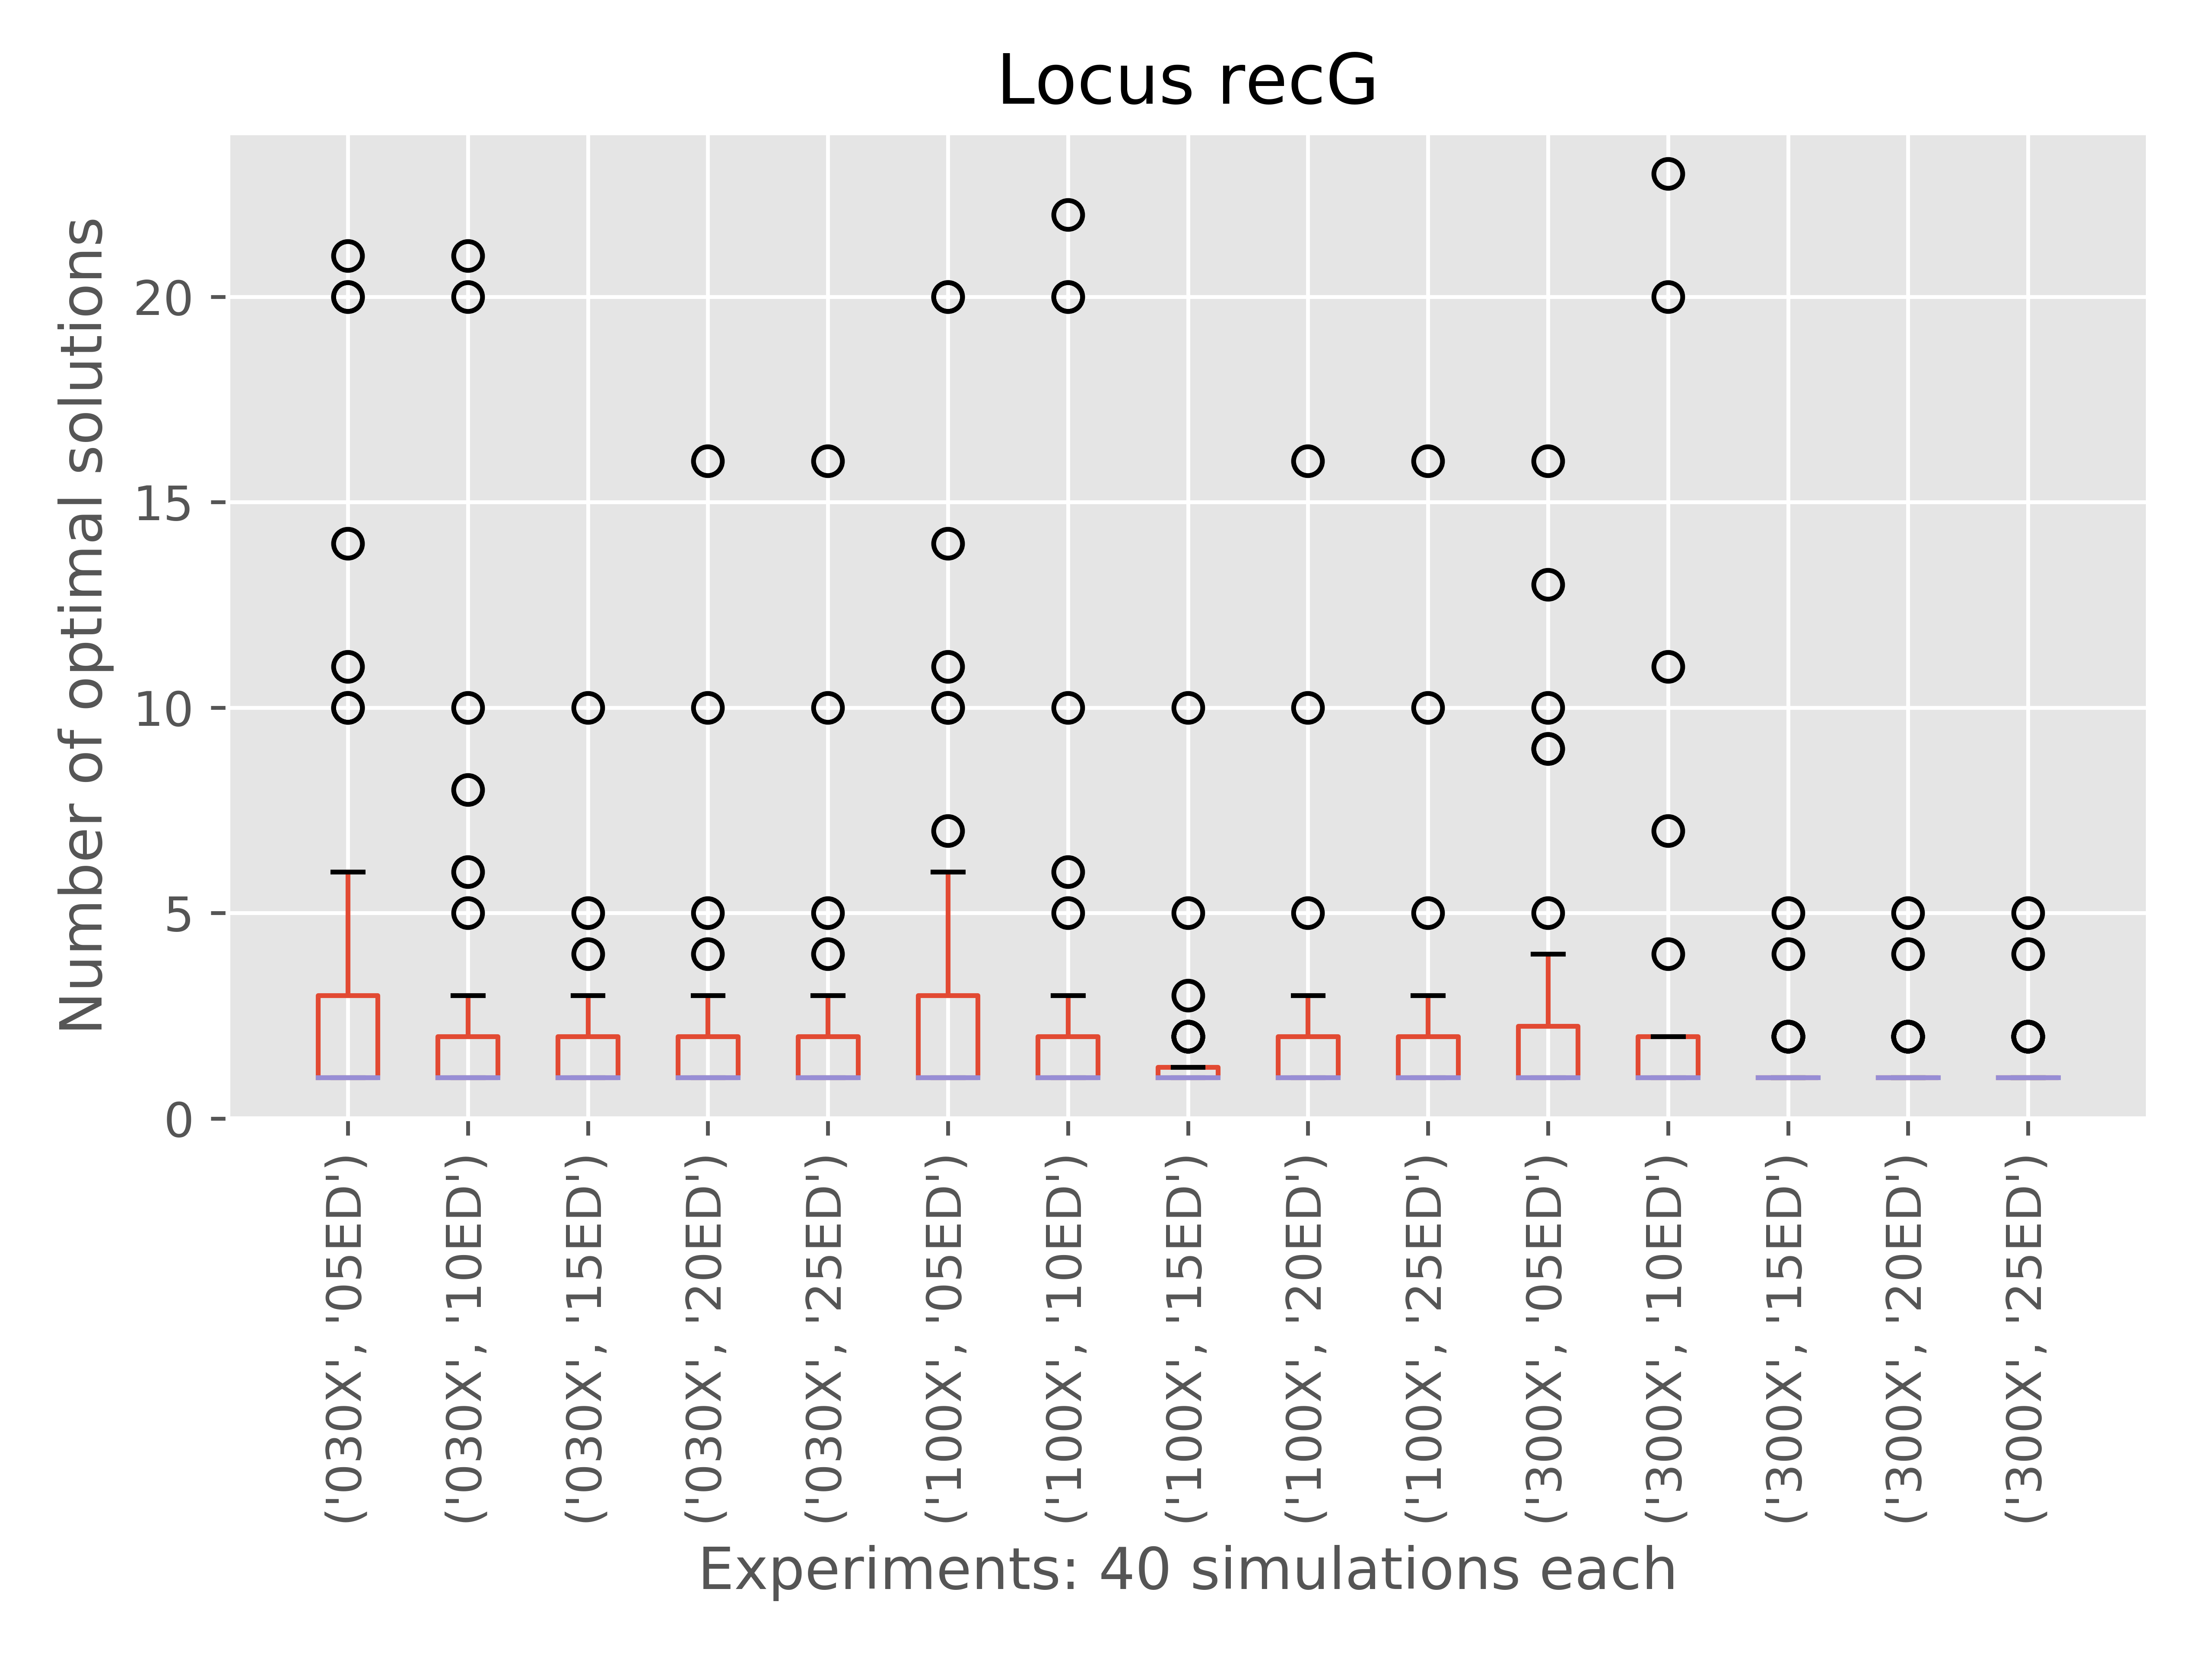 Locus recG
Number of optimal solutions
20
15
10
5
0
('030X', '05ED')
('030X', '10ED')
('030X', '15ED')
('030X', '20ED')
('030X', '25ED')
('100X', '05ED')
('100X', '10ED')
('100X', '15ED')
('100X', '20ED')
('100X', '25ED')
('300X', '05ED')
('300X', '10ED')
('300X', '15ED')
('300X', '20ED')
('300X', '25ED')
Experiments: 40 simulations each